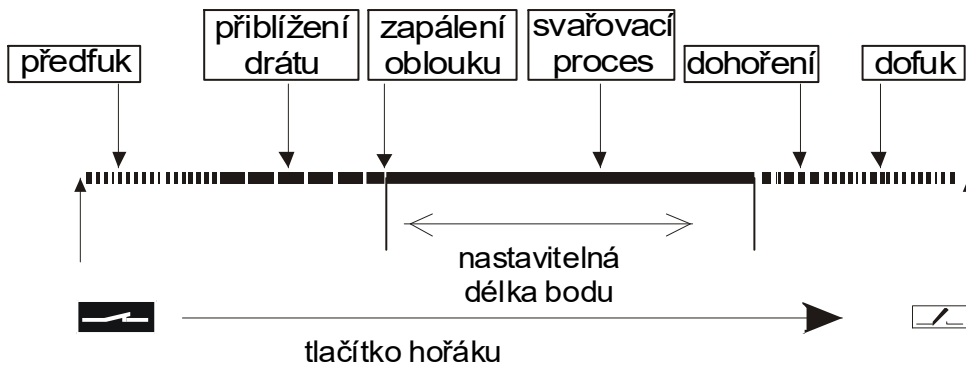 předfuk
přiblížení
drátu
zapálení
oblouku
svařovací
proces
dohoření
dofuk
nastavitelná
délka bodu
tlačítko hořáku